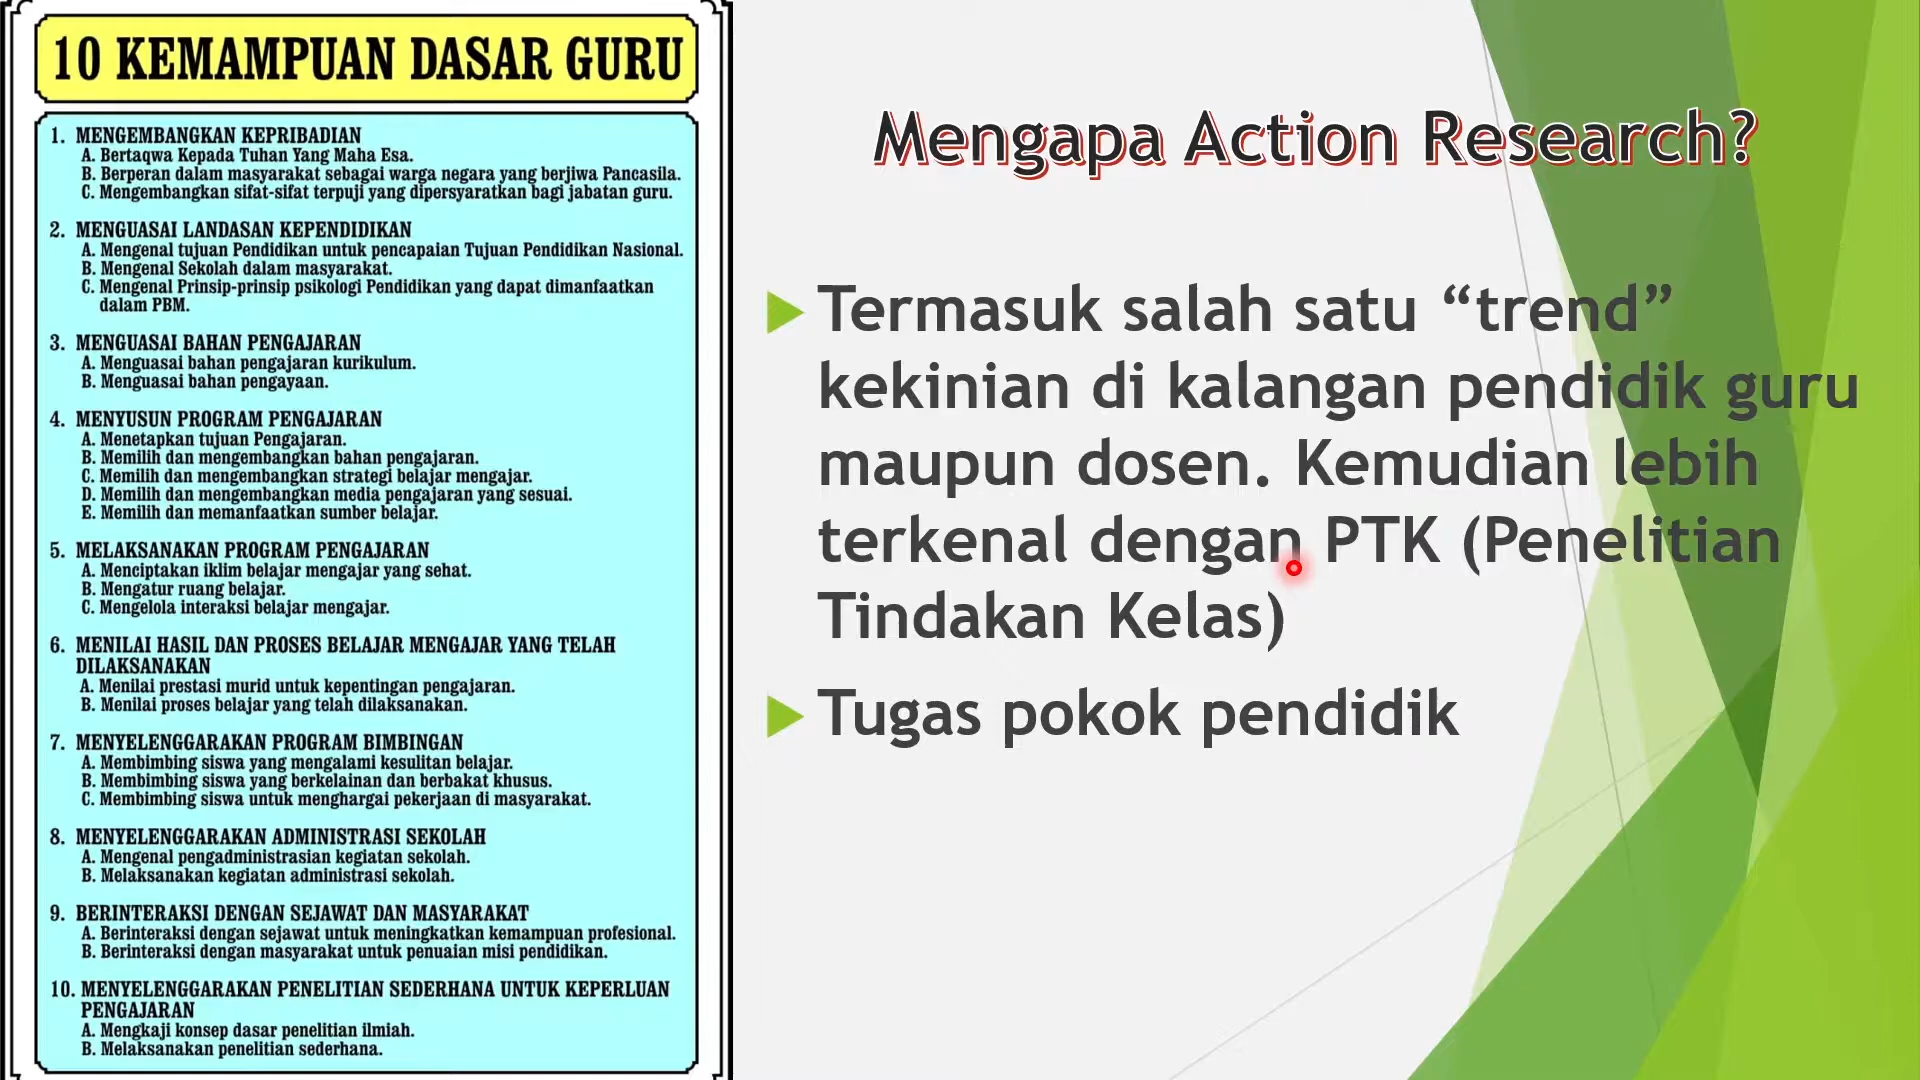 10 KEMAMPUAN DASAR GURU
1. MENGEMBANGKAN KEPRIBADIAN
A. Bertaqwa Kepada Tuhan Yang Maha Esa.
B. Berperan dalam masyarakat sebagai warga negara yang berjiwa Pancasila.
C. Mengembangkan sifat-sifat terpuji yang dipersyaratkan bagi jabatan guru.
2. MENGUASAI LANDASAN KEPENDIDIKAN
A. Mengenal tujuan Pendidikan untuk pencapaian Tujuan Pendidikan Nasional.
B. Mengenal Sekolah dalam masyarakat.
C. Mengenal Prinsip-prinsip psikologi Pendidikan yang dapat dimanfaatkan
dalam PBM.
3. MENGUASAI BAHAN PENGAJARAN
A. Menguasai bahan pengajaran kurikulum.
B. Menguasai bahan pengayaan.
4. MENYUSUN PROGRAM PENGAJARAN
A. Menetapkan tujuan Pengajaran.
B. Memilih dan mengembangkan bahan pengajaran.
C. Memilih dan mengembangkan strategi belajar mengajar.
D. Memilih dan mengembangkan media pengajaran yang sesuai.
E. Memilih dan memanfaatkan sumber belajar.
5. MELAKSANAKAN PROGRAM PENGAJARAN
A. Menciptakan iklim belajar mengajar yang sehat.
B. Mengatur ruang belajar.
C. Mengelola interaksi belajar mengajar.
6. MENILAI HASIL DAN PROSES BELAJAR MENGAJAR YANG TELAH
DILAKSANAKAN
A. Menilai prestasi murid untuk kepentingan pengajaran.
B. Menilai proses belajar yang telah dilaksanakan.
7. MENYELENGGARAKAN PROGRAM BIMBINGAN
A. Membimbing siswa yang mengalami kesulitan belajar.
B. Membimbing siswa yang berkelainan dan berbakat khusus.
C. Membimbing siswa untuk menghargai pekerjaan di masyarakat.
8. MENYELENGGARAKAN ADMINISTRASI SEKOLAH
A. Mengenal pengadministrasian kegiatan sekolah.
B. Melaksanakan kegiatan administrasi sekolah.
9. BERINTERAKSI DENGAN SEJAWAT DAN MASYARAKAT
A. Berinteraksi dengan sejawat untuk meningkatkan kemampuan profesional.
B. Berinteraksi dengan masyarakat untuk penuaian misi pendidikan.
10. MENYELENGGARAKAN PENELITIAN SEDERHANA UNTUK KEPERLUAN
PENGAJARAN
A. Mengkaji konsep dasar penelitian ilmiah.
B. Melaksanakan penelitian sederhana.
Mengapa Action Research?
Termasuk salah satu “trend”
kekinian di kalangan pendidik guru
maupun dosen. Kemudian lebih
terkenal dengan PTK (Penelitian
Tindakan Kelas)
Tugas pokok pendidik